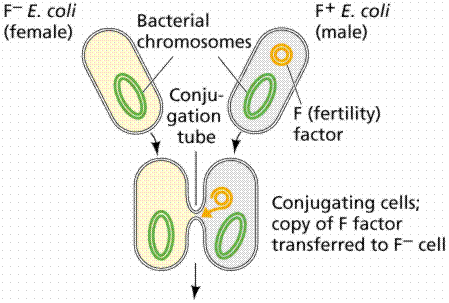 F⁻ E. coli
(female)
Bacterial
chromosomes
F⁺ E. coli
(male)
Conju-
gation
tube
F (fertility)
factor
Conjugating cells;
copy of F factor
transferred to F⁻ cell